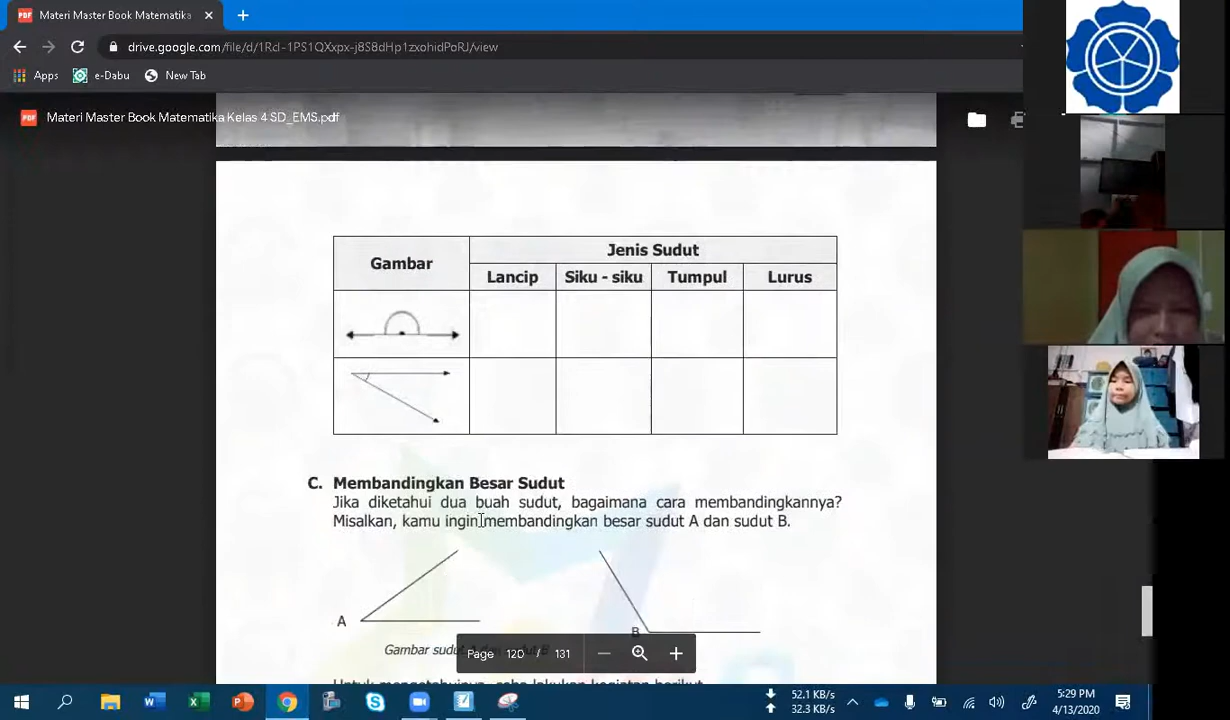 Materi Master Book Matematika
drive.google.com/file/d/1Rcl-1PS1QXxpx-j8S8dHp1zxohidPoRJ/view
Apps e-Dabu New Tab
PDF Materi Master Book Matematika Kelas 4 SD_EMS.pdf
Gambar Jenis Sudut
Lancip Siku - siku Tumpul Lurus
C. Membandingkan Besar Sudut
Jika diketahui dua buah sudut, bagaimana cara membandingkannya?
Misalkan, kamu ingin membandingkan besar sudut A dan sudut B.
A B
Gambar sudut
Page 120 / 131
52.1 KB/s
32.3 KB/s
5:29 PM
4/13/2020